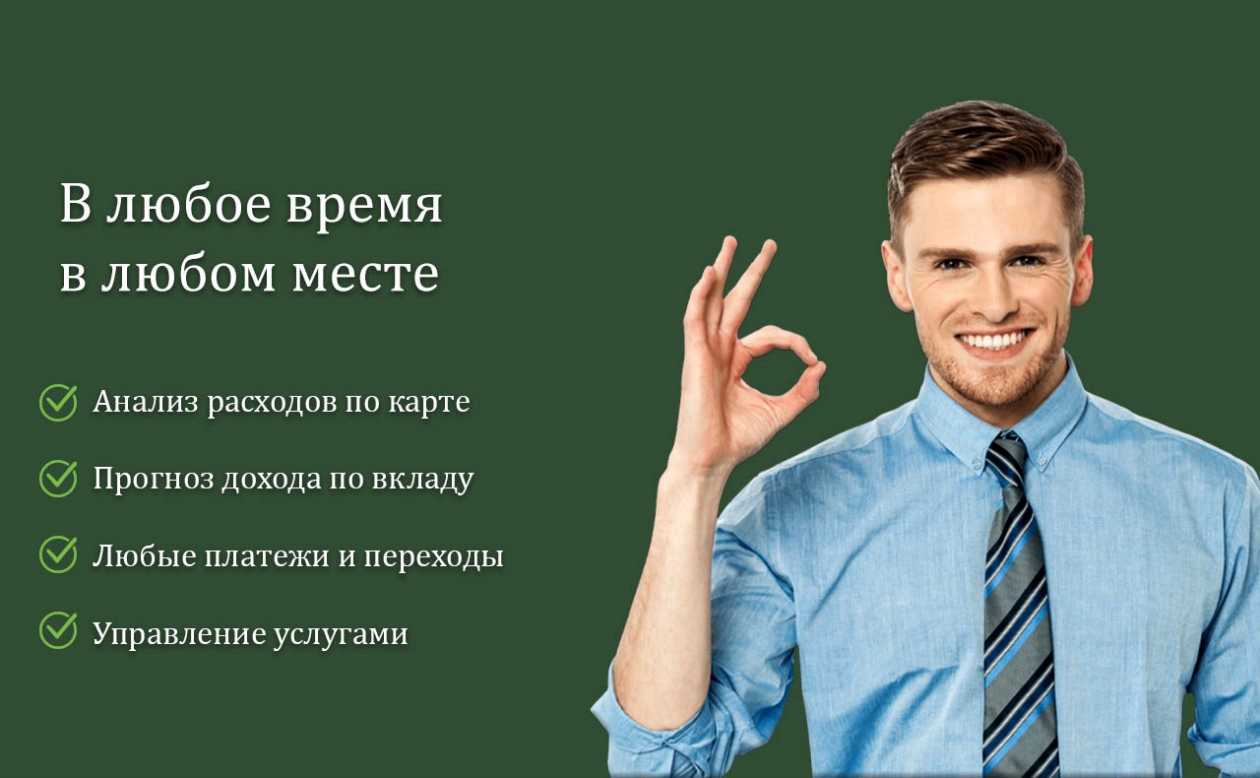 В любое время
в любом месте
Анализ расходов по карте
Прогноз дохода по вкладу
Любые платежи и переходы
Управление услугами